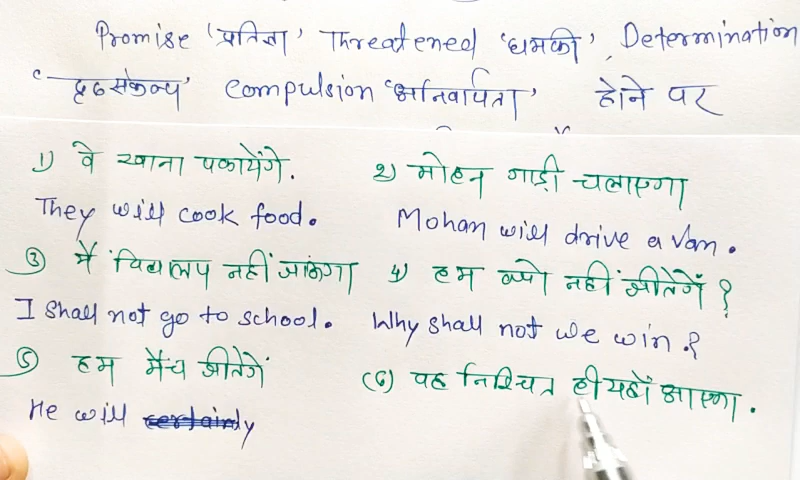 Promise 'प्रतिज्ञा' Threatened 'धमकी', Determination
'दृढसंकल्प' compulsion 'अनिवार्यता' होने पर
1) वे खाना पकायेंगे. 2) मोहन गाड़ी चलाएगा
They will cook food. Mohan will drive a van.
③ मैं विद्यालय नहीं जाऊंगा 4) हम क्यो नहीं जीतेगें ?
I shall not go to school. Why shall not we win ?
⑤ हम मैच जीतेगें (6) वह निश्चित ही यहाँ आएगा.
He will certainly